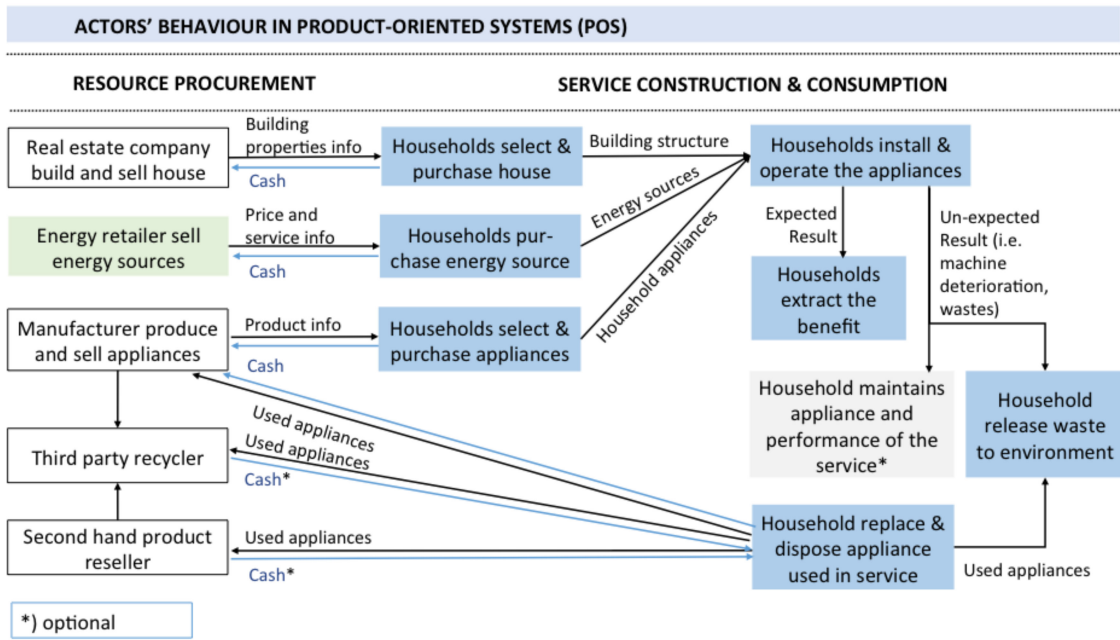 ACTORS' BEHAVIOUR IN PRODUCT-ORIENTED SYSTEMS (POS)
RESOURCE PROCUREMENT
SERVICE CONSTRUCTION & CONSUMPTION
Real estate company
build and sell house
Building
properties info
Cash
Households select &
purchase house
Building structure
Households install &
operate the appliances
Energy retailer sell
energy sources
Price and
service info
Cash
Households pur-
chase energy source
Energy sources
Expected
Result
Un-expected
Result (i.e.
machine
deterioration,
wastes)
Households
extract the
benefit
Manufacturer produce
and sell appliances
Product info
Cash
Households select &
purchase appliances
Household appliances
Household maintains
appliance and
performance of the
service*
Household
release waste
to environment
Used appliances
Third party recycler
Used appliances
Cash*
Second hand product
reseller
Used appliances
Cash*
Household replace &
dispose appliance
used in service
Used appliances
*) optional